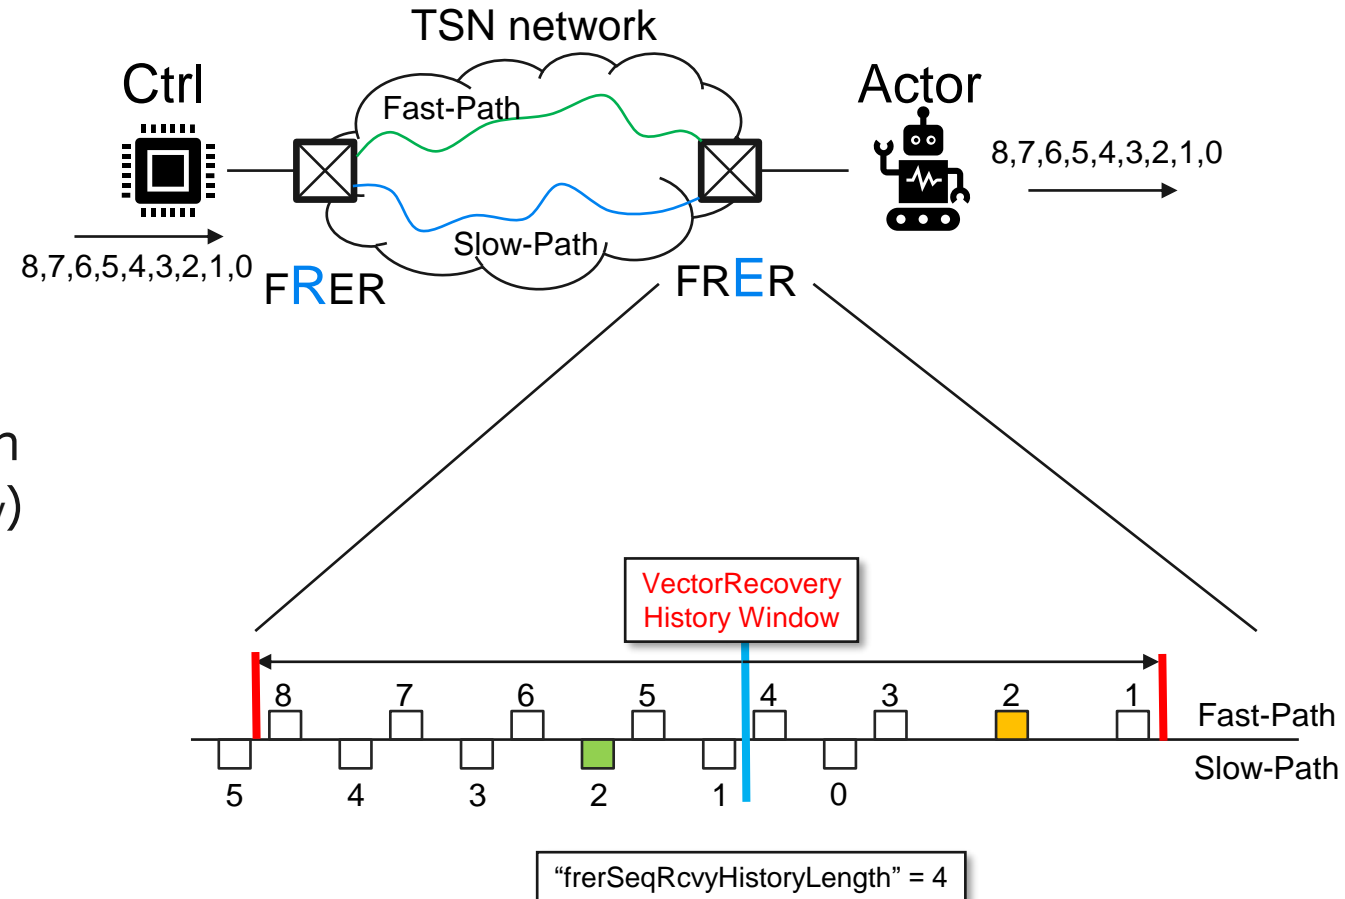 TSN network
Ctrl
Fast-Path
Actor
8,7,6,5,4,3,2,1,0
Slow-Path
8,7,6,5,4,3,2,1,0
FRER
FRER
VectorRecovery
History Window
8 7 6 5 4 3 2 1
Fast-Path
Slow-Path
5 4 3 2 1 0
"frerSeqRcvyHistoryLength" = 4